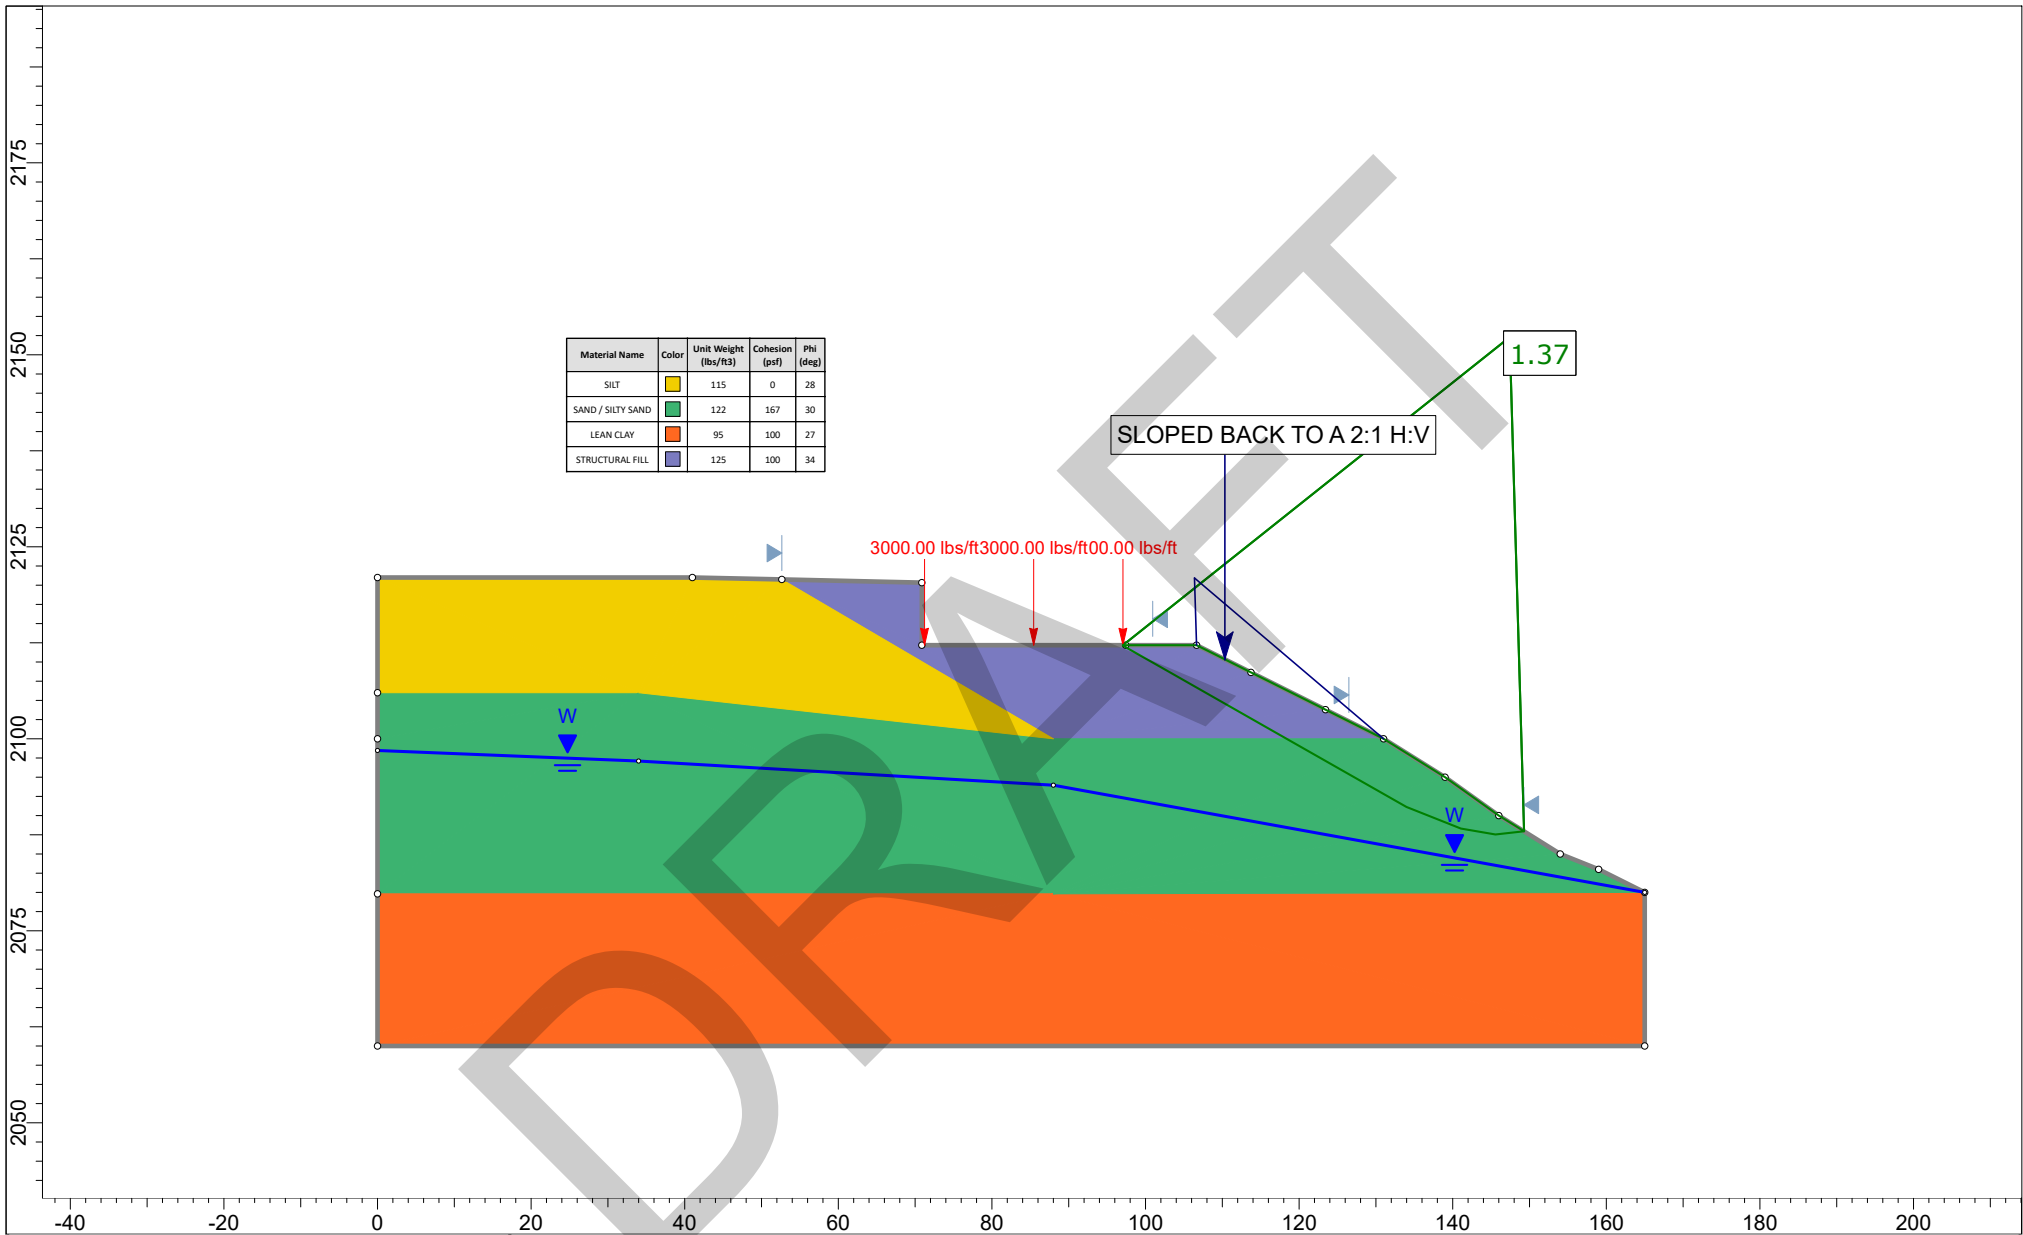 2175
2150
2125
2100
2075
2050
1.37
Material Name Color Unit Weight (lbs/ft3) Cohesion (psf) Phi (deg)
SILT 115 0 28
SAND / SILTY SAND 122 167 30
LEAN CLAY 95 100 27
STRUCTURAL FILL 125 100 34
SLOPED BACK TO A 2:1 H:V
3000.00 lbs/ft3000.00 lbs/ft00.00 lbs/ft
W
W
DRAFT
-40 -20 0 20 40 60 80 100 120 140 160 180 200